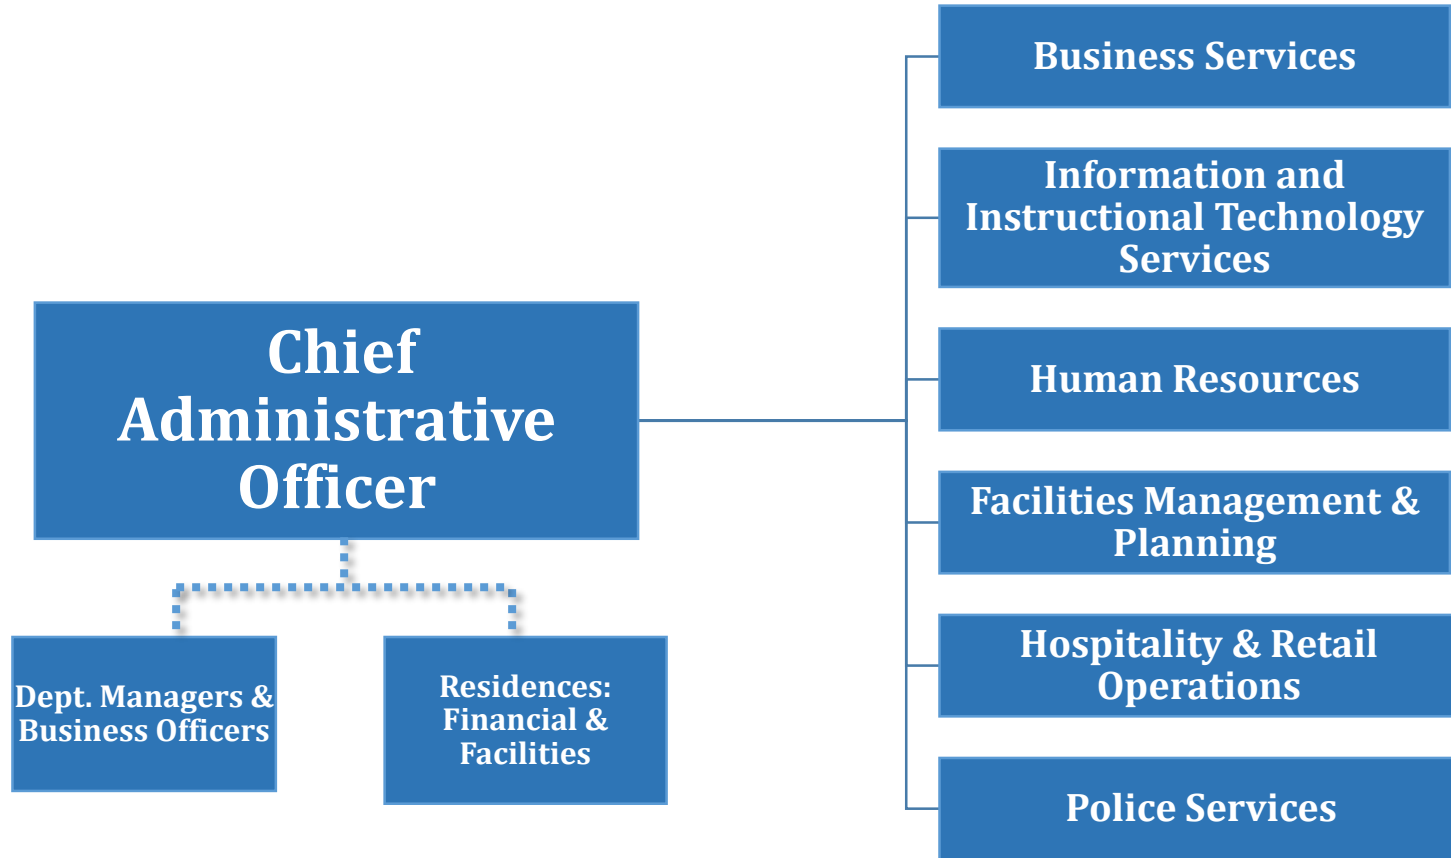 Business Services
Information and
Instructional Technology
Services
Chief
Administrative
Officer
Human Resources
Facilities Management &
Planning
Hospitality & Retail
Operations
Dept. Managers &
Business Officers
Residences:
Financial &
Facilities
Police Services